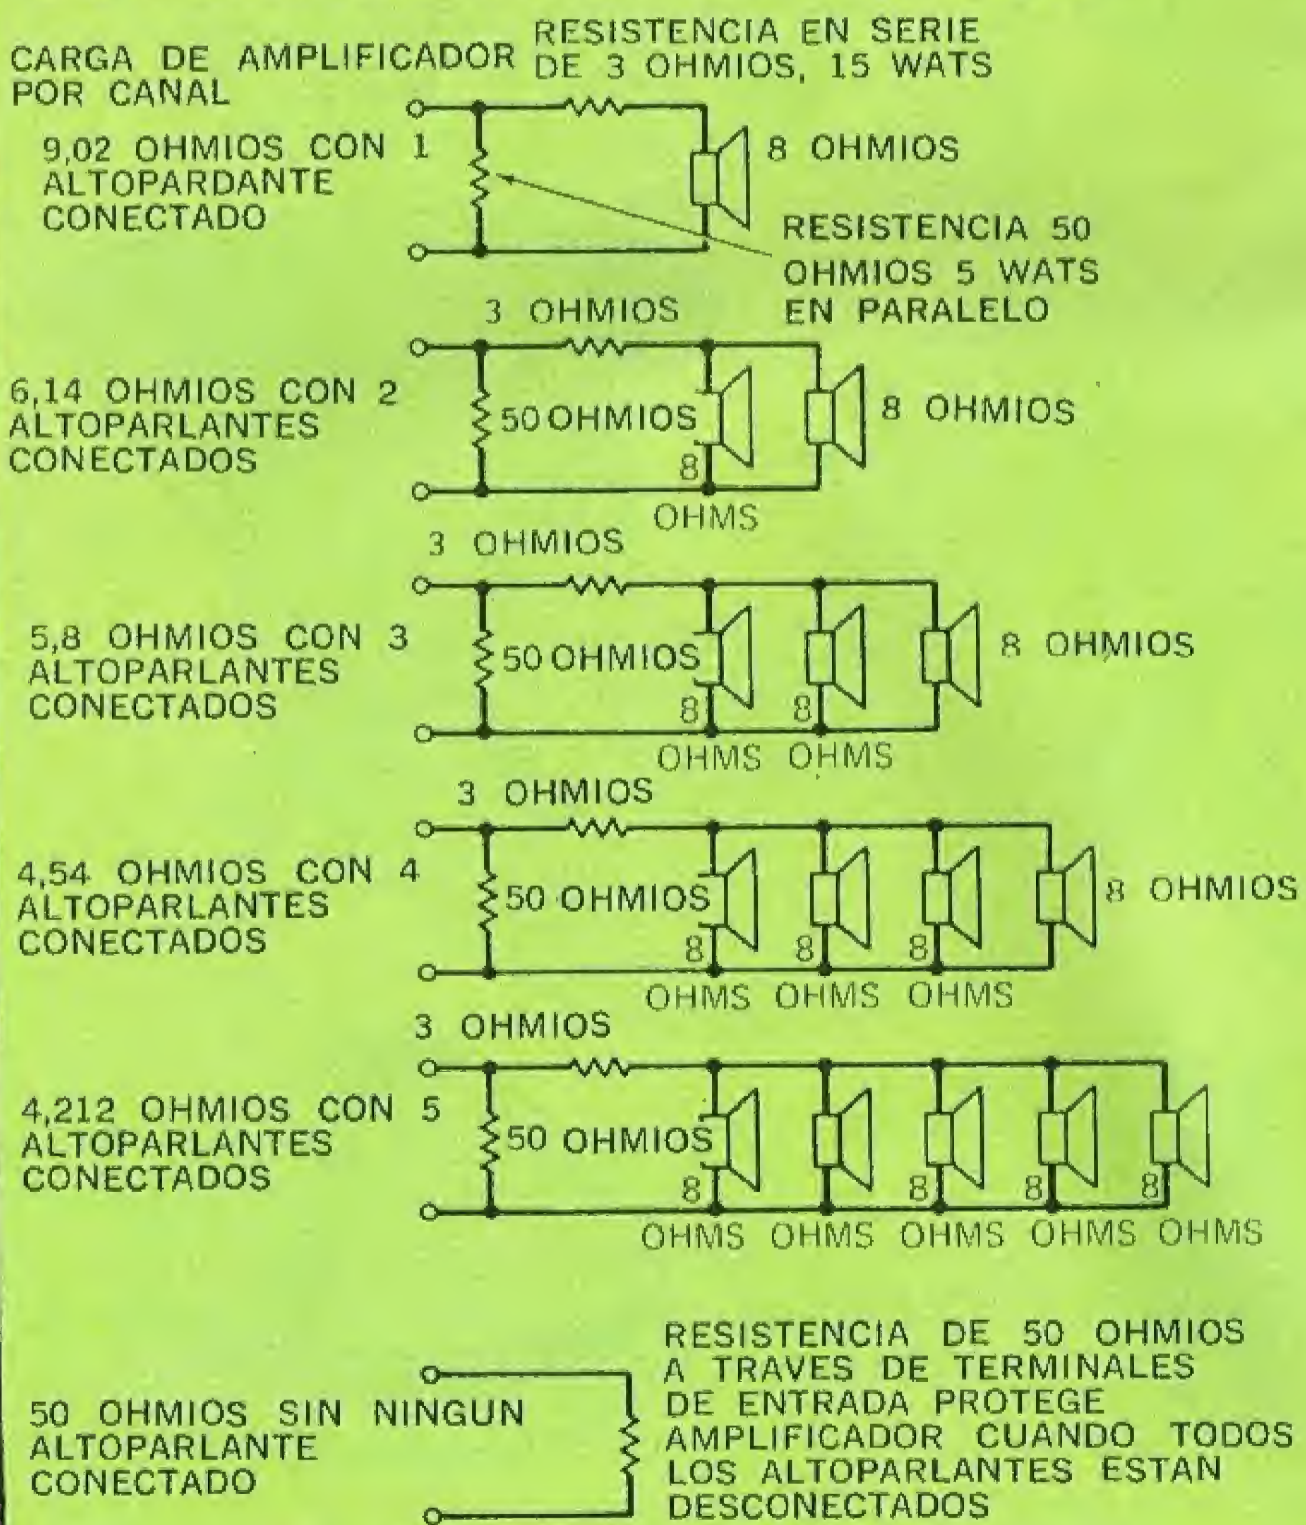 CARGA DE AMPLIFICADOR
POR CANAL
RESISTENCIA EN SERIE
DE 3 OHMIOS, 15 WATS
9,02 OHMIOS CON 1
ALTOPARDANTE
CONECTADO
8 OHMIOS
RESISTENCIA 50
OHMIOS 5 WATS
EN PARALELO
3 OHMIOS
6,14 OHMIOS CON 2
ALTOPARLANTES
CONECTADOS
50 OHMIOS
8 OHMIOS
8
OHMS
3 OHMIOS
5,8 OHMIOS CON 3
ALTOPARLANTES
CONECTADOS
50 OHMIOS
8 OHMIOS
8 8
OHMS OHMS
3 OHMIOS
4,54 OHMIOS CON 4
ALTOPARLANTES
CONECTADOS
50 OHMIOS
8 OHMIOS
8 8 8
OHMS OHMS OHMS
3 OHMIOS
4,212 OHMIOS CON 5
ALTOPARLANTES
CONECTADOS
50 OHMIOS
8 8 8 8
OHMS OHMS OHMS OHMS OHMS
50 OHMIOS SIN NINGUN
ALTOPARLANTE
CONECTADO
RESISTENCIA DE 50 OHMIOS
A TRAVES DE TERMINALES
DE ENTRADA PROTEGE
AMPLIFICADOR CUANDO TODOS
LOS ALTOPARLANTES ESTAN
DESCONECTADOS